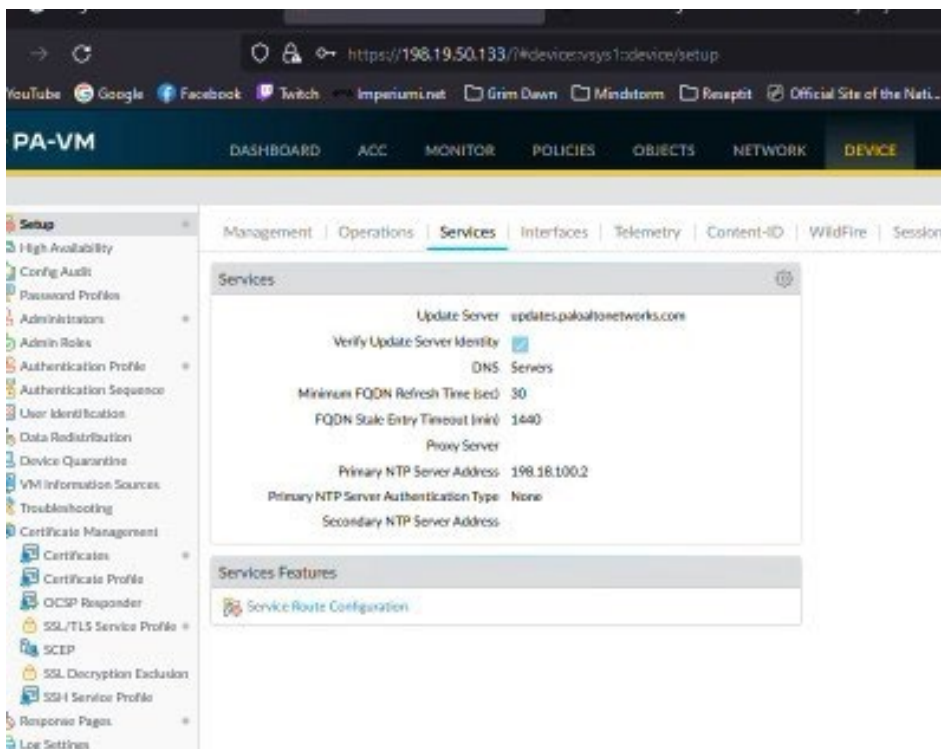 https://198.19.50.133/?#device:vsys1::device/setup
YouTube Google Facebook Twitch Imperiumi.net Grim Dawn Mindstorm Reseptit Official Site of the Nati...
PA-VM
DASHBOARD ACC MONITOR POLICIES OBJECTS NETWORK DEVICE
Setup
High Availability
Config Audit
Password Profiles
Administrators
Admin Roles
Authentication Profile
Authentication Sequence
User Identification
Data Redistribution
Device Quarantine
VM Information Sources
Troubleshooting
Certificate Management
Certificates
Certificate Profile
OCSP Responder
SSL/TLS Service Profile
SCEP
SSL Decryption Exclusion
SSH Service Profile
Response Pages
Log Settings
Management Operations Services Interfaces Telemetry Content-ID WildFire Session
Services
Update Server updates.paloaltonetworks.com
Verify Update Server Identity
DNS Servers
Minimum FQDN Refresh Time (sec) 30
FQDN Stale Entry Timeout (min) 1440
Proxy Server
Primary NTP Server Address 198.18.100.2
Primary NTP Server Authentication Type None
Secondary NTP Server Address
Services Features
Service Route Configuration